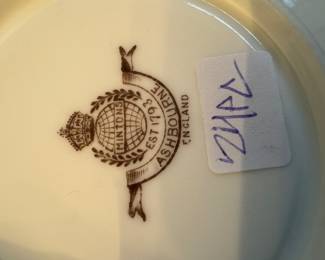 MINTONS
EST 1793
ASHBOURNE
ENGLAND